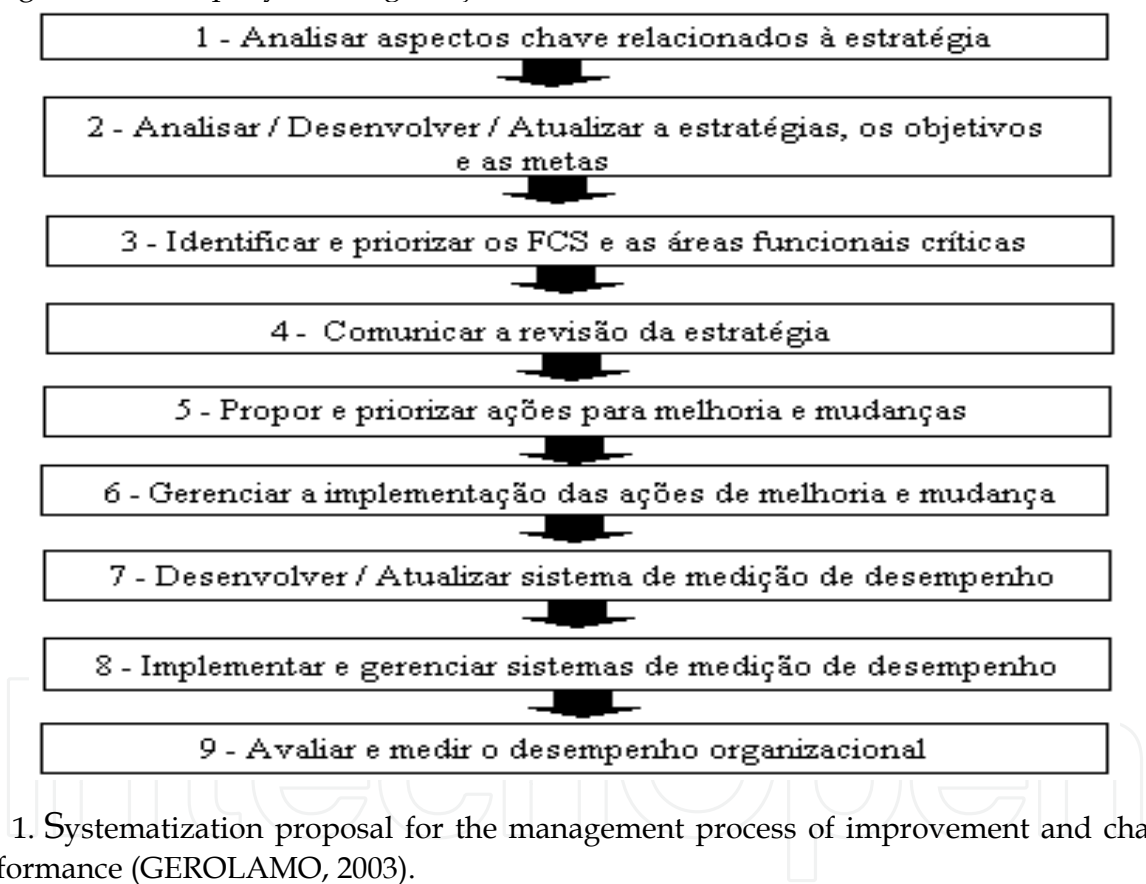 1 - Analisar aspectos chave relacionados à estratégia
2 - Analisar / Desenvolver / Atualizar a estratégias, os objetivos
e as metas
3 - Identificar e priorizar os FCS e as áreas funcionais críticas
4 - Comunicar a revisão da estratégia
5 - Propor e priorizar ações para melhoria e mudanças
6 - Gerenciar a implementação das ações de melhoria e mudança
7 - Desenvolver / Atualizar sistema de medição de desempenho
8 - Implementar e gerenciar sistemas de medição de desempenho
9 - Avaliar e medir o desempenho organizacional
IntechOpen
1. Systematization proposal for the management process of improvement and cha
formance (GEROLAMO, 2003).